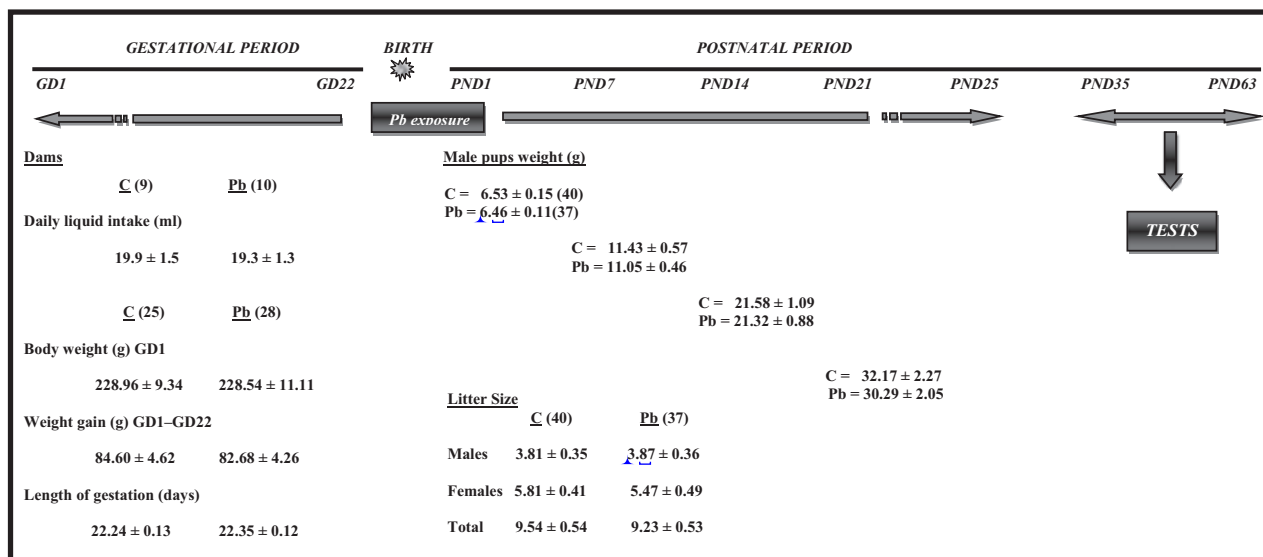 GESTATIONAL PERIOD BIRTH POSTNATAL PERIOD
GD1 GD22 PND1 PND7 PND14 PND21 PND25 PND35 PND63
Pb exposure
Dams
C (9) Pb (10)
Daily liquid intake (ml)
19.9 ± 1.5 19.3 ± 1.3
C (25) Pb (28)
Body weight (g) GD1
228.96 ± 9.34 228.54 ± 11.11
Weight gain (g) GD1–GD22
84.60 ± 4.62 82.68 ± 4.26
Length of gestation (days)
22.24 ± 0.13 22.35 ± 0.12
Male pups weight (g)
C = 6.53 ± 0.15 (40)
Pb = 6.46 ± 0.11(37)
C = 11.43 ± 0.57
Pb = 11.05 ± 0.46
C = 21.58 ± 1.09
Pb = 21.32 ± 0.88
C = 32.17 ± 2.27
Pb = 30.29 ± 2.05
Litter Size
C (40) Pb (37)
Males 3.81 ± 0.35 3.87 ± 0.36
Females 5.81 ± 0.41 5.47 ± 0.49
Total 9.54 ± 0.54 9.23 ± 0.53
TESTS